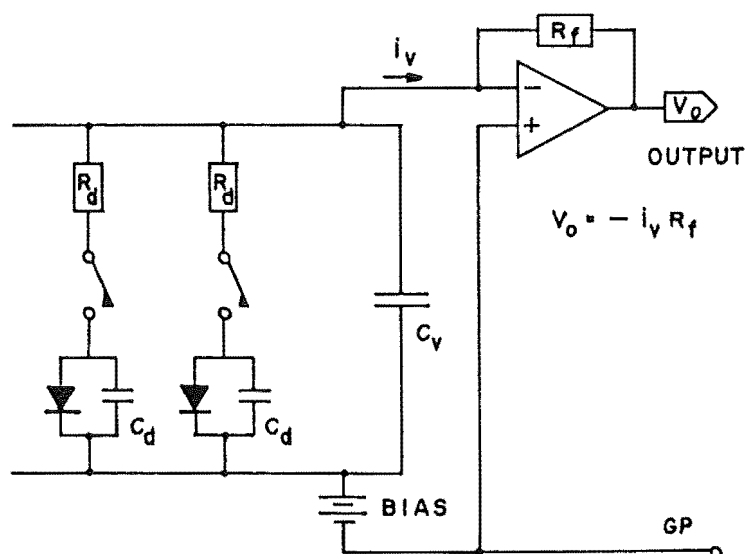 R_f
i_v
−
+
V_o
OUTPUT
R_d
R_d
V_o = − i_v R_f
C_v
C_d
C_d
BIAS
GP